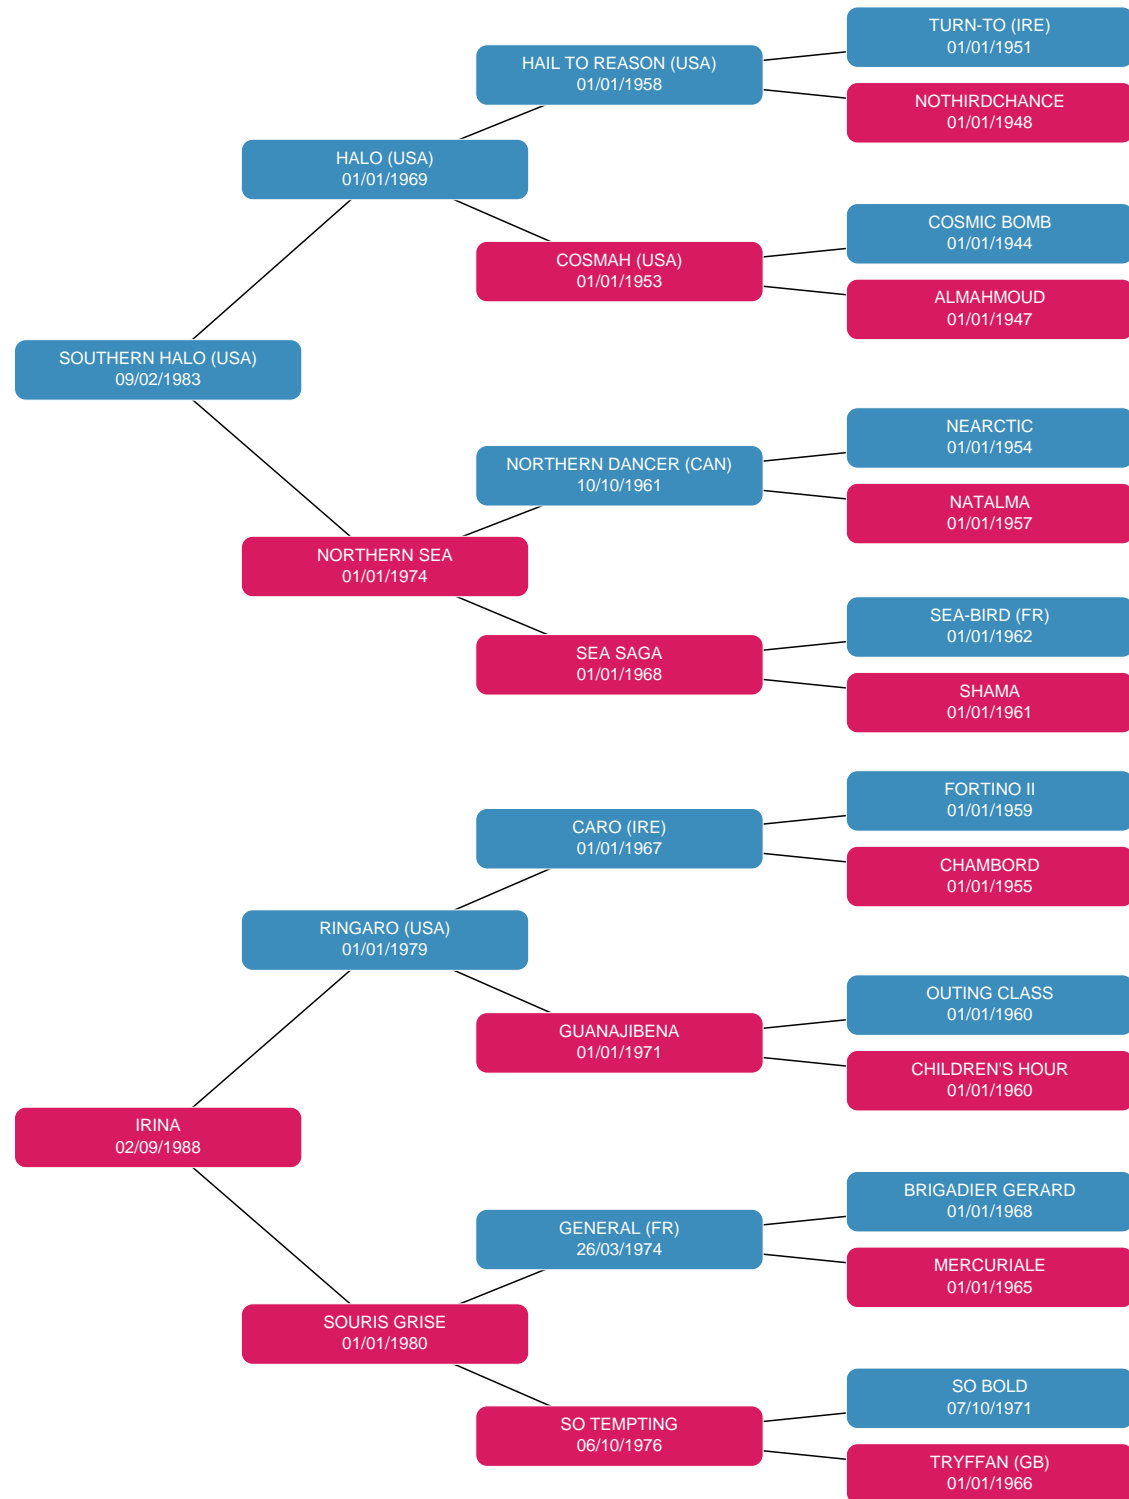 TURN-TO (IRE)
01/01/1951
HAIL TO REASON (USA)
01/01/1958
NOTHIRDCHANCE
01/01/1948
HALO (USA)
01/01/1969
COSMIC BOMB
01/01/1944
COSMAH (USA)
01/01/1953
ALMAHMOUD
01/01/1947
SOUTHERN HALO (USA)
09/02/1983
NEARCTIC
01/01/1954
NORTHERN DANCER (CAN)
10/10/1961
NATALMA
01/01/1957
NORTHERN SEA
01/01/1974
SEA-BIRD (FR)
01/01/1962
SEA SAGA
01/01/1968
SHAMA
01/01/1961
FORTINO II
01/01/1959
CARO (IRE)
01/01/1967
CHAMBORD
01/01/1955
RINGARO (USA)
01/01/1979
OUTING CLASS
01/01/1960
GUANAJIBENA
01/01/1971
CHILDREN'S HOUR
01/01/1960
IRINA
02/09/1988
BRIGADIER GERARD
01/01/1968
GENERAL (FR)
26/03/1974
MERCURIALE
01/01/1965
SOURIS GRISE
01/01/1980
SO BOLD
07/10/1971
SO TEMPTING
06/10/1976
TRYFFAN (GB)
01/01/1966